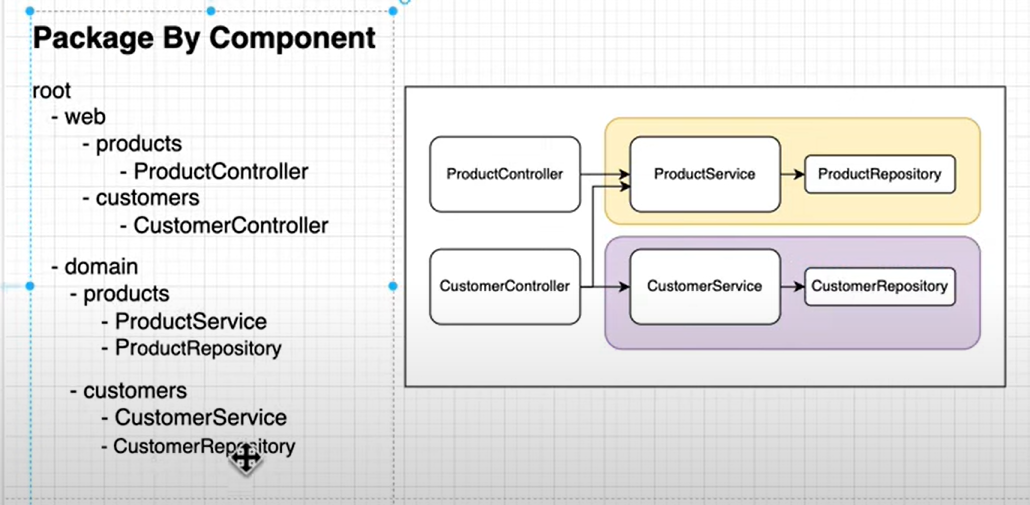 Package By Component
root
- web
- products
- ProductController
- customers
- CustomerController
- domain
- products
- ProductService
- ProductRepository
- customers
- CustomerService
- CustomerRepository
ProductController
ProductService
ProductRepository
CustomerController
CustomerService
CustomerRepository